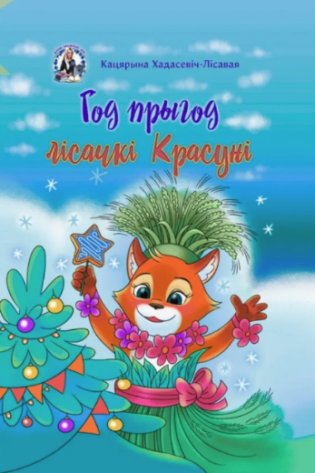 Кацярына Хадасевіч-Лісавая
Год прыгод
лісачкі Красуні